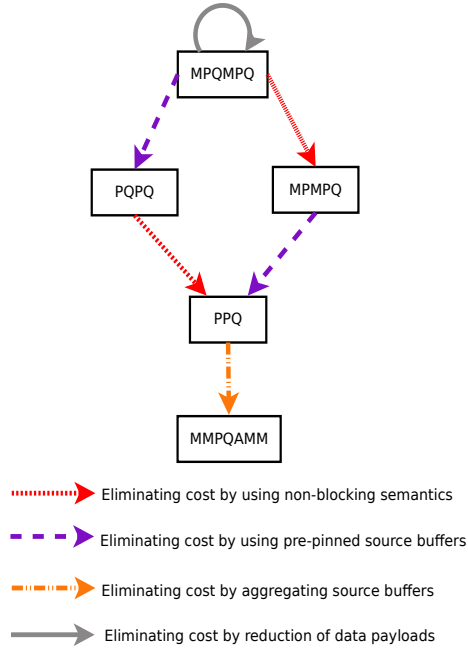 MPQMPQ
PQPQ
MPMPQ
PPQ
MMPQAMM
Eliminating cost by using non-blocking semantics
Eliminating cost by using pre-pinned source buffers
Eliminating cost by aggregating source buffers
Eliminating cost by reduction of data payloads